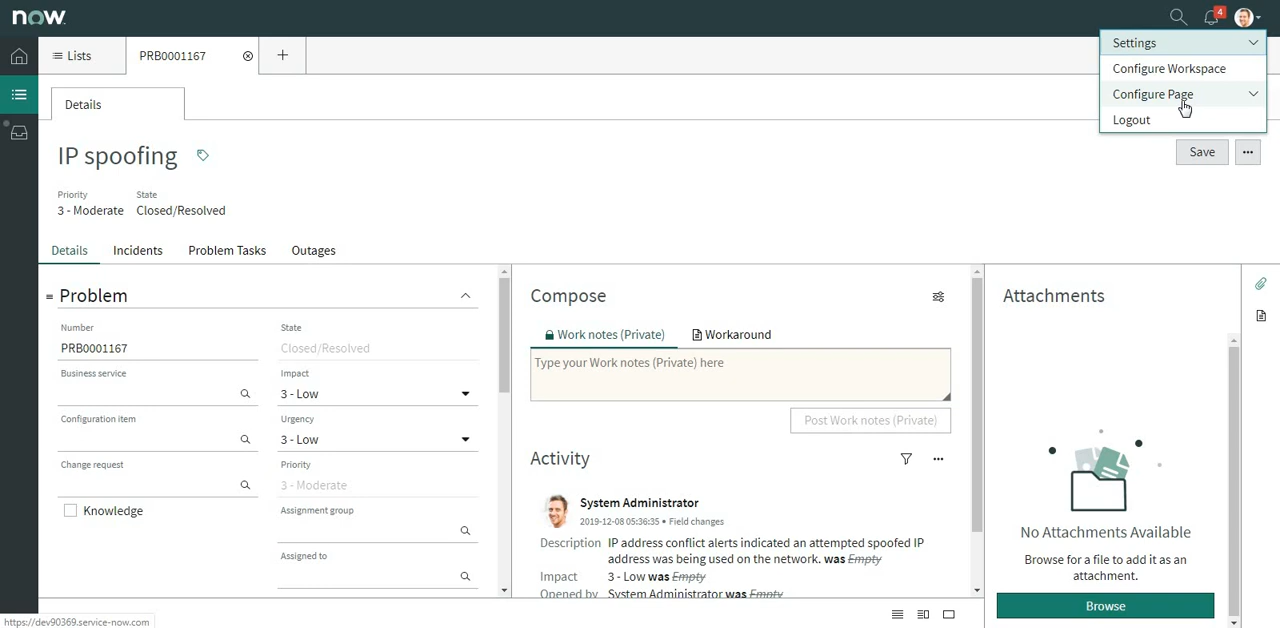 now.
4
Settings
Configure Workspace
Configure Page
Logout
Lists
PRB0001167
Details
IP spoofing
Save
Priority
State
3 - Moderate
Closed/Resolved
Details
Incidents
Problem Tasks
Outages
Problem
Number
PRB0001167
State
Closed/Resolved
Business service
Impact
3 - Low
Configuration item
Urgency
3 - Low
Change request
Priority
3 - Moderate
Knowledge
Assignment group
Assigned to
Compose
Work notes (Private)
Workaround
Type your Work notes (Private) here
Post Work notes (Private)
Activity
System Administrator
2019-12-08 05:36:35 • Field changes
Description IP address conflict alerts indicated an attempted spoofed IP
address was being used on the network. was Empty
Impact 3 - Low was Empty
Opened by System Administrator was Empty
Attachments
No Attachments Available
Browse for a file to add it as an
attachment.
Browse
https://dev90369.service-now.com